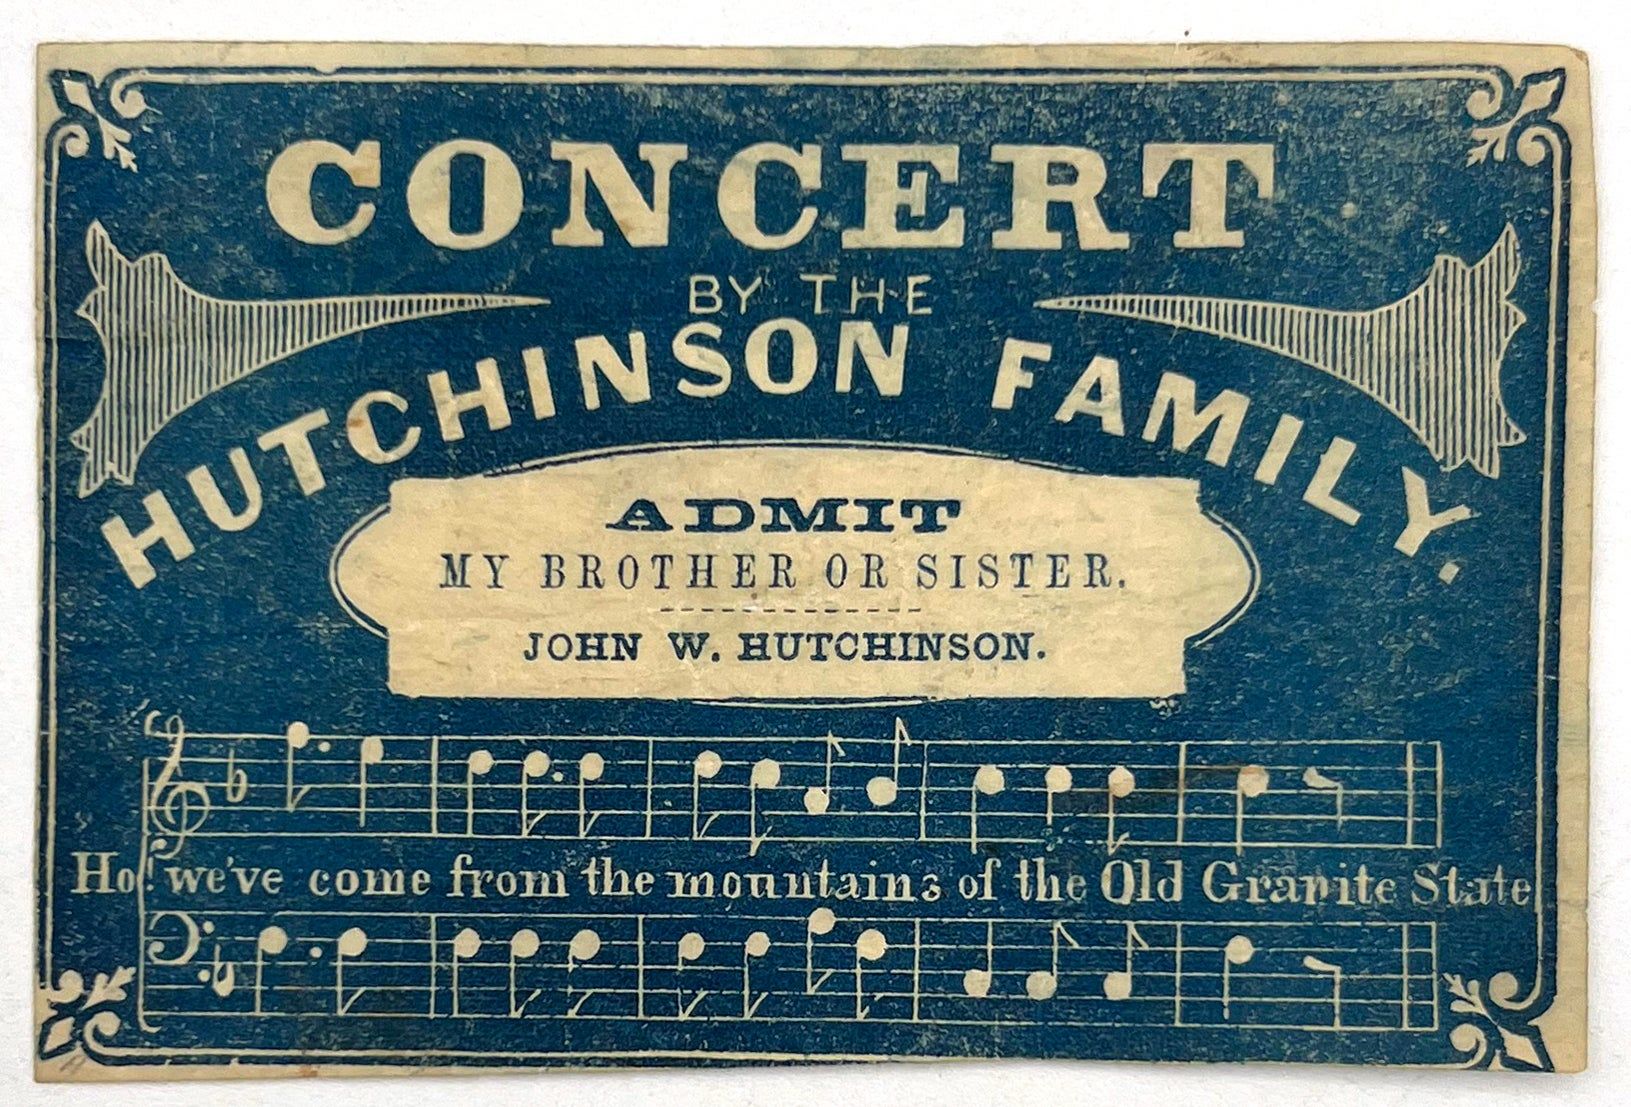 CONCERT
BY THE
HUTCHINSON FAMILY.
ADMIT
MY BROTHER OR SISTER.
JOHN W. HUTCHINSON.
Ho! we've come from the mountains of the Old Granite State